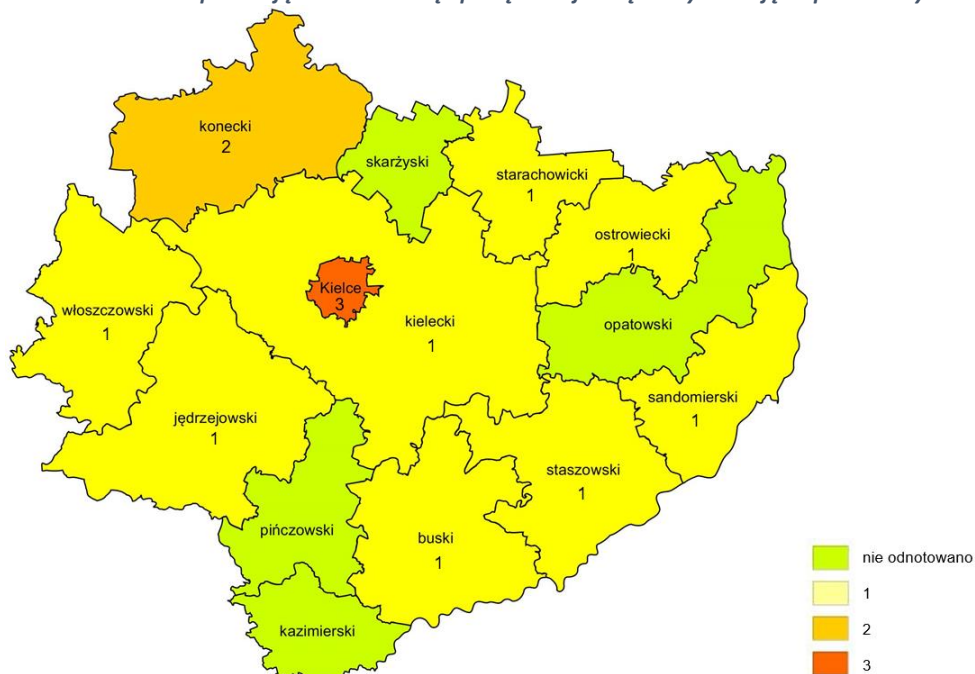 konecki
2
skarżyski
starachowicki
1
ostrowiecki
1
włoszczowski
1
Kielce
3
kielecki
1
opatowski
jędrzejowski
1
sandomierski
1
staszowski
1
pińczowski
buski
1
kazimierski
nie odnotowano
1
2
3